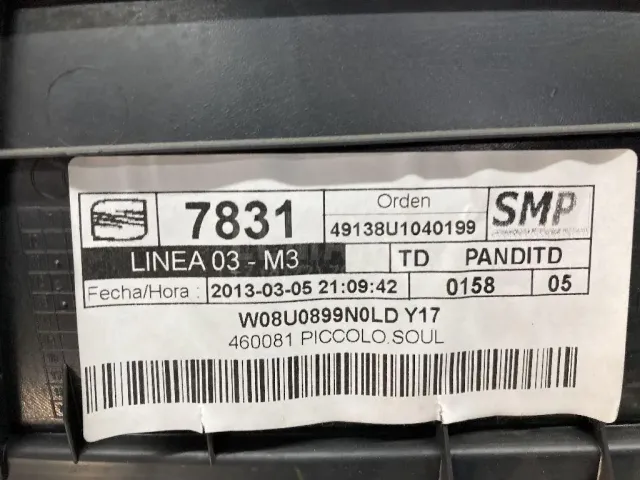 7831
Orden
49138U1040199
SMP
LINEA 03 - M3
TD
PANDITD
Fecha/Hora :
2013-03-05 21:09:42
0158
05
W08U0899N0LD Y17
460081 PICCOLO.SOUL